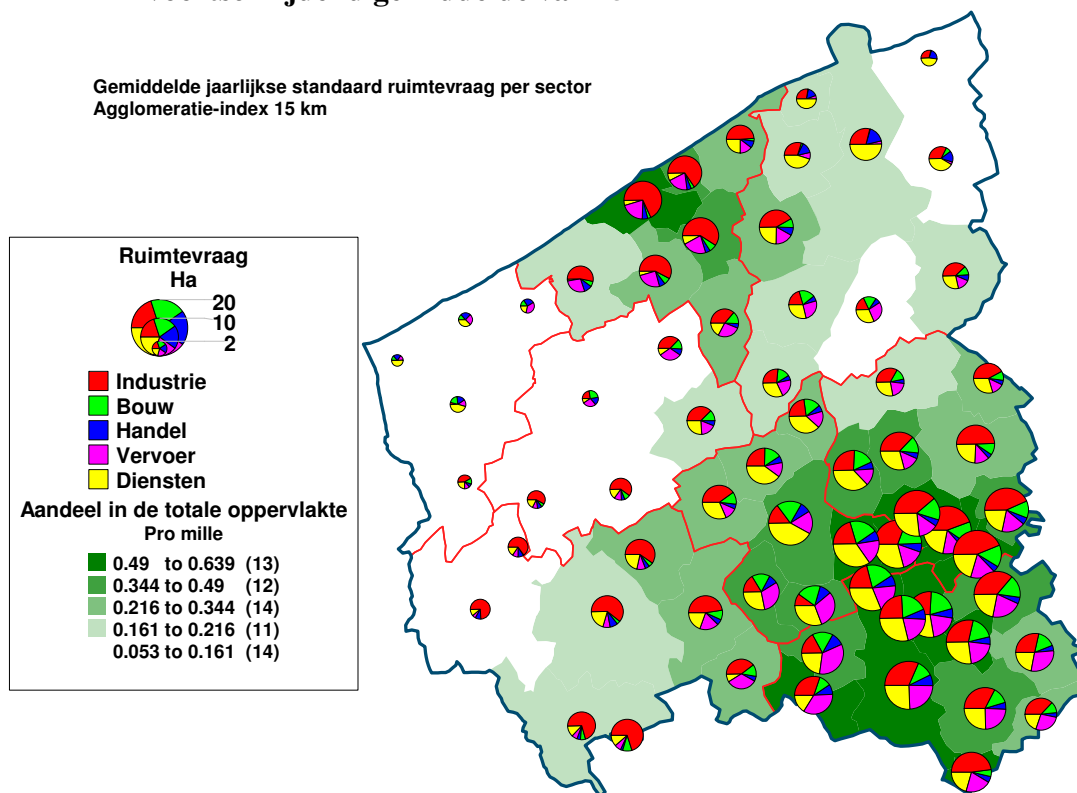 Gemiddelde jaarlijkse standaard ruimtevraag per sector
Agglomeratie-index 15 km
Ruimtevraag
Ha
20
10
2
Industrie
Bouw
Handel
Vervoer
Diensten
Aandeel in de totale oppervlakte
Pro mille
0.49 to 0.639 (13)
0.344 to 0.49 (12)
0.216 to 0.344 (14)
0.161 to 0.216 (11)
0.053 to 0.161 (14)